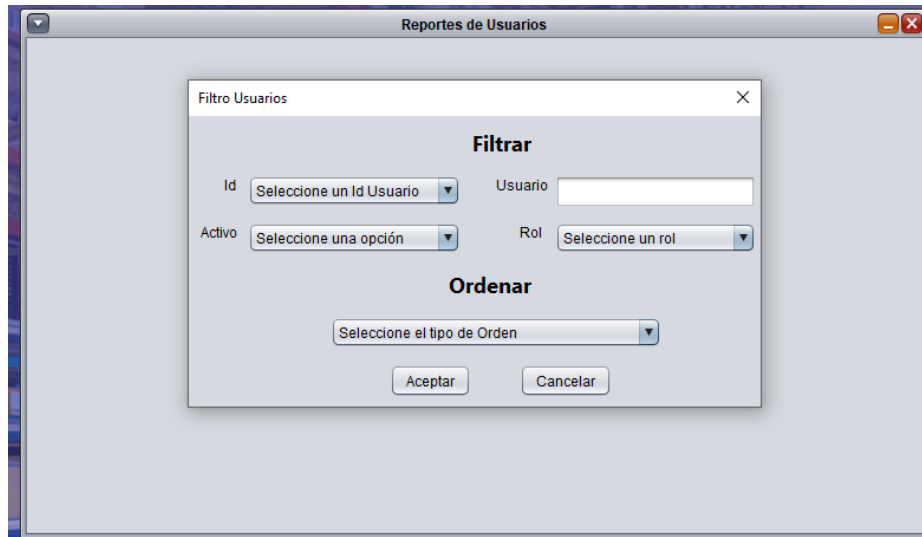 Reportes de Usuarios
Filtro Usuarios
Filtrar
Id Seleccione un Id Usuario Usuario
Activo Seleccione una opción Rol Seleccione un rol
Ordenar
Seleccione el tipo de Orden
Aceptar Cancelar